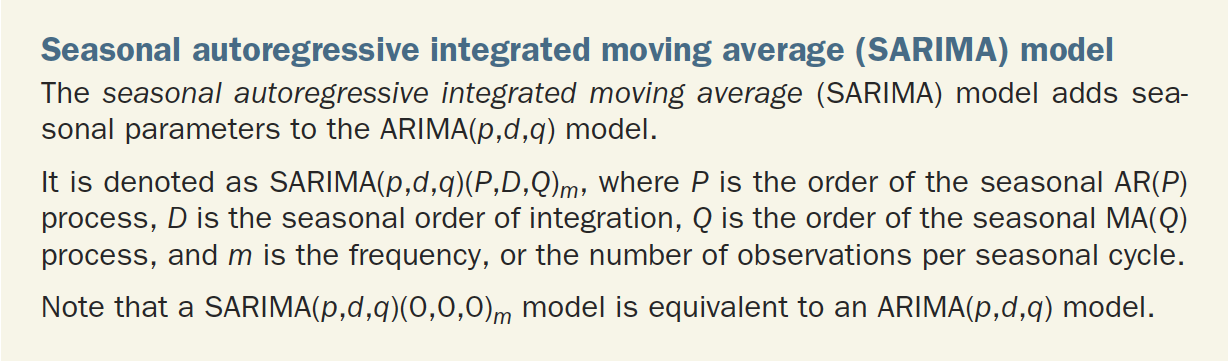 Seasonal autoregressive integrated moving average (SARIMA) model
The seasonal autoregressive integrated moving average (SARIMA) model adds sea-
sonal parameters to the ARIMA(p,d,q) model.
It is denoted as SARIMA(p,d,q)(P,D,Q)m, where P is the order of the seasonal AR(P)
process, D is the seasonal order of integration, Q is the order of the seasonal MA(Q)
process, and m is the frequency, or the number of observations per seasonal cycle.
Note that a SARIMA(p,d,q)(0,0,0)m model is equivalent to an ARIMA(p,d,q) model.